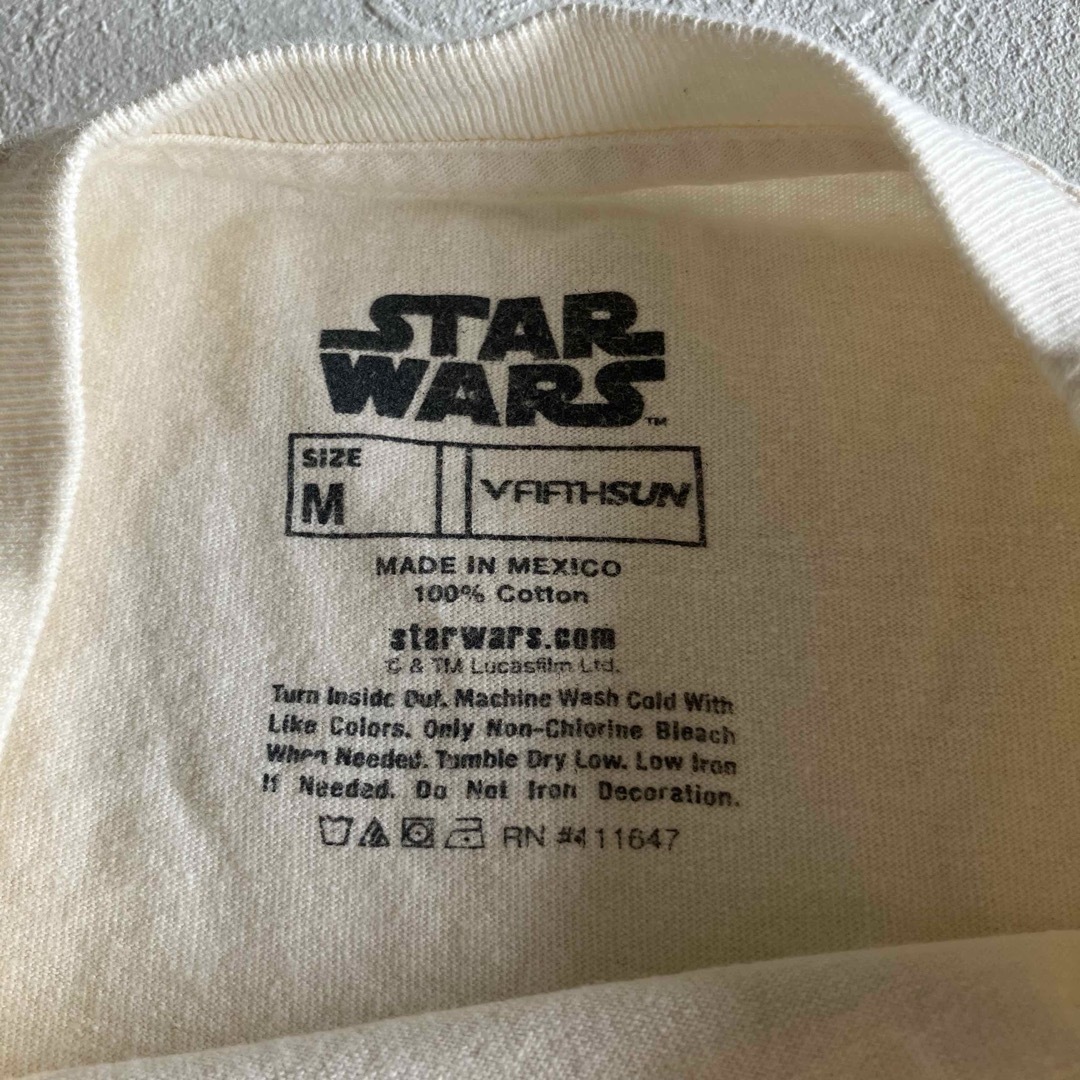 STAR
WARS™
SIZE
M
FIFTHSUN
MADE IN MEXICO
100% Cotton
starwars.com
© & TM Lucasfilm Ltd.
Turn Inside Out. Machine Wash Cold With
Like Colors. Only Non-Chlorine Bleach
When Needed. Tumble Dry Low. Low Iron
If Needed. Do Not Iron Decoration.
RN #411647